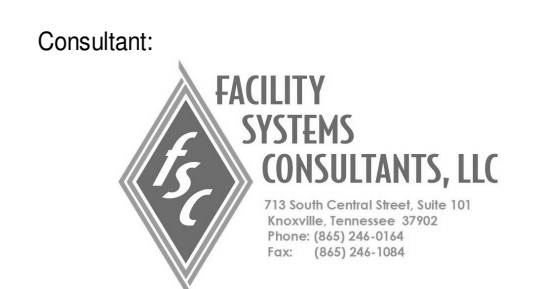 Consultant:
FACILITY
SYSTEMS
CONSULTANTS, LLC
fsc
713 South Central Street, Suite 101
Knoxville, Tennessee 37902
Phone: (865) 246-0164
Fax: (865) 246-1084